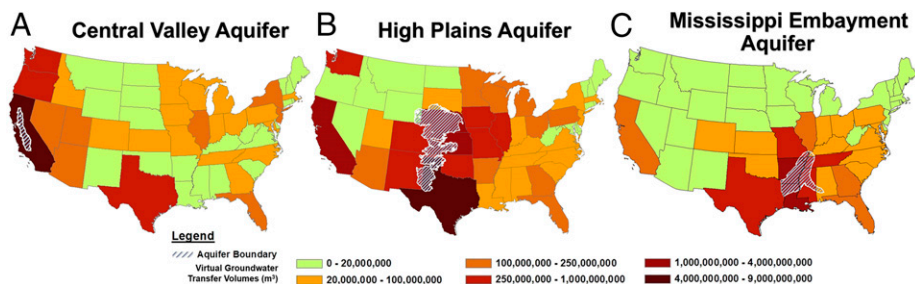 A Central Valley Aquifer
B High Plains Aquifer
C Mississippi Embayment
Aquifer
Legend
Aquifer Boundary
Virtual Groundwater
Transfer Volumes (m³)
0 - 20,000,000
20,000,000 - 100,000,000
100,000,000 - 250,000,000
250,000,000 - 1,000,000,000
1,000,000,000 - 4,000,000,000
4,000,000,000 - 9,000,000,000